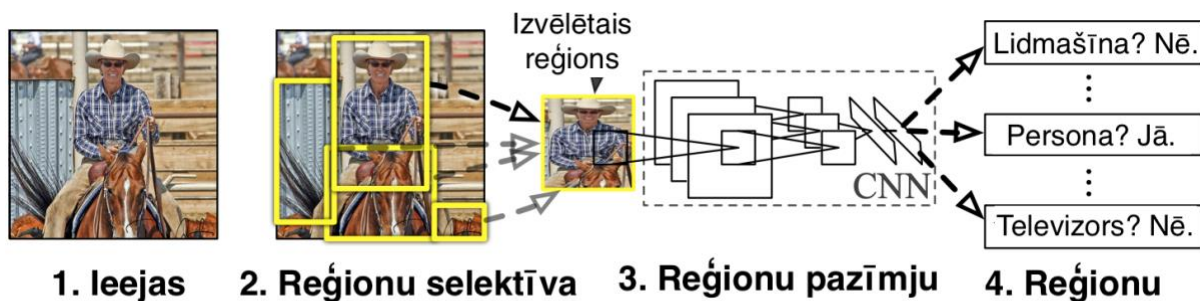 Izvēlētais
reģions
Lidmašīna? Nē.
Persona? Jā.
CNN
Televizors? Nē.
1. Ieejas
2. Reģionu selektīva
3. Reģionu pazīmju
4. Reģionu